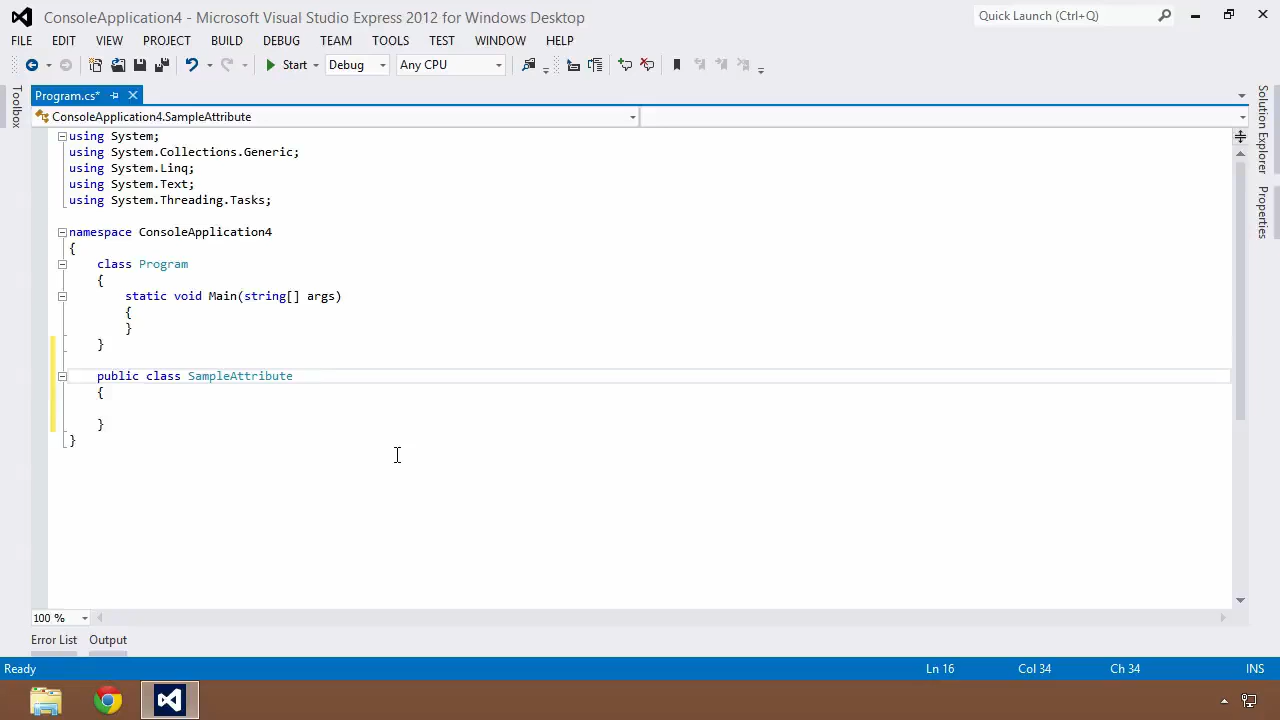 ConsoleApplication4 - Microsoft Visual Studio Express 2012 for Windows Desktop
Quick Launch (Ctrl+Q)
FILE EDIT VIEW PROJECT BUILD DEBUG TEAM TOOLS TEST WINDOW HELP
Start Debug Any CPU
Toolbox
Program.cs*
Solution Explorer
Properties
ConsoleApplication4.SampleAttribute
using System;
using System.Collections.Generic;
using System.Linq;
using System.Text;
using System.Threading.Tasks;
namespace ConsoleApplication4
{
class Program
{
static void Main(string[] args)
{
}
}
public class SampleAttribute
{
}
}
100 %
Error List Output
Ready Ln 16 Col 34 Ch 34 INS